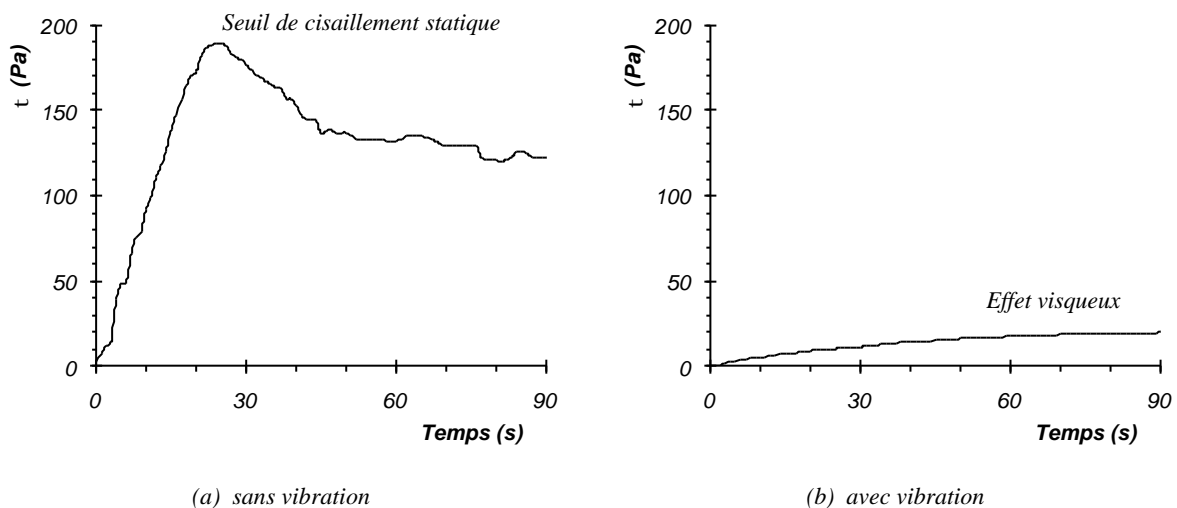 Seuil de cisaillement statique
τ (Pa)
200
150
100
50
0
0 30 60 90
Temps (s)
(a) sans vibration
τ (Pa)
200
150
100
50
0
Effet visqueux
0 30 60 90
Temps (s)
(b) avec vibration